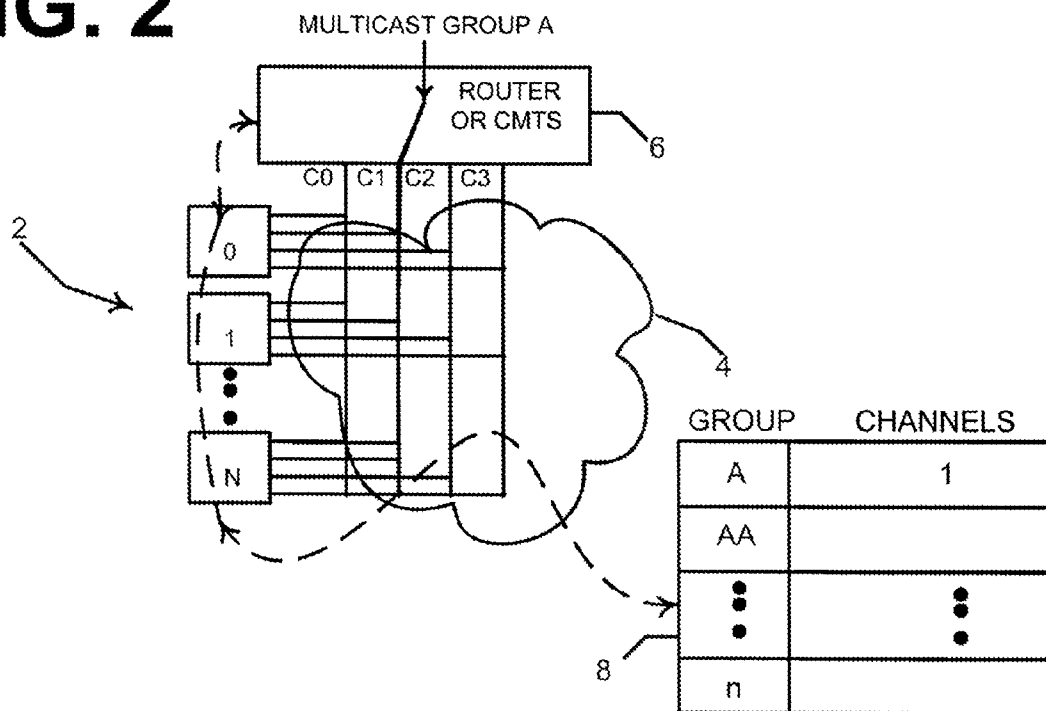 IG. 2
MULTICAST GROUP A
ROUTER
OR CMTS
6
C0 C1 C2 C3
2
0
1
4
N
GROUP CHANNELS
A 1
AA
8
n